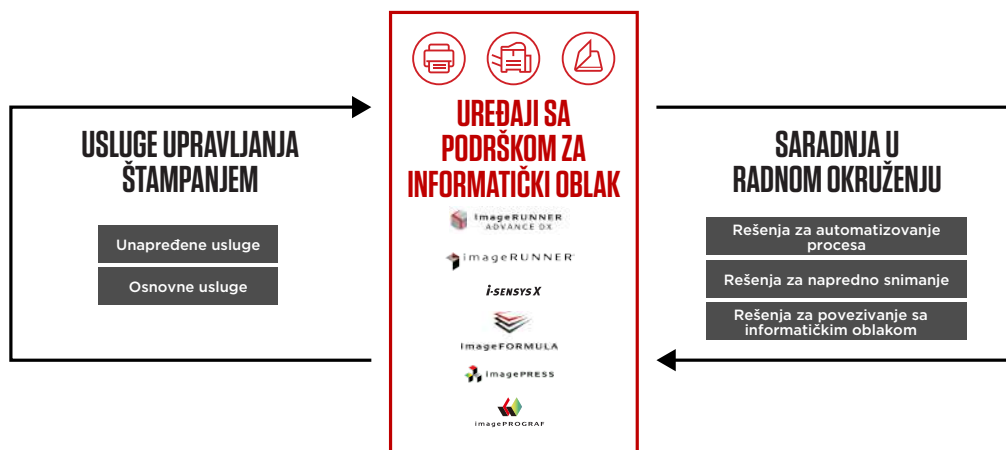 USLUGE UPRAVLJANJA
ŠTAMPANJEM
Unapređene usluge
Osnovne usluge
UREĐAJI SA
PODRŠKOM ZA
INFORMATIČKI OBLAK
imageRUNNER
ADVANCE DX
imageRUNNER
i-SENSYS X
imageFORMULA
imagePRESS
imagePROGRAF
SARADNJA U
RADNOM OKRUŽENJU
Rešenja za automatizovanje
procesa
Rešenja za napredno snimanje
Rešenja za povezivanje sa
informatičkim oblakom